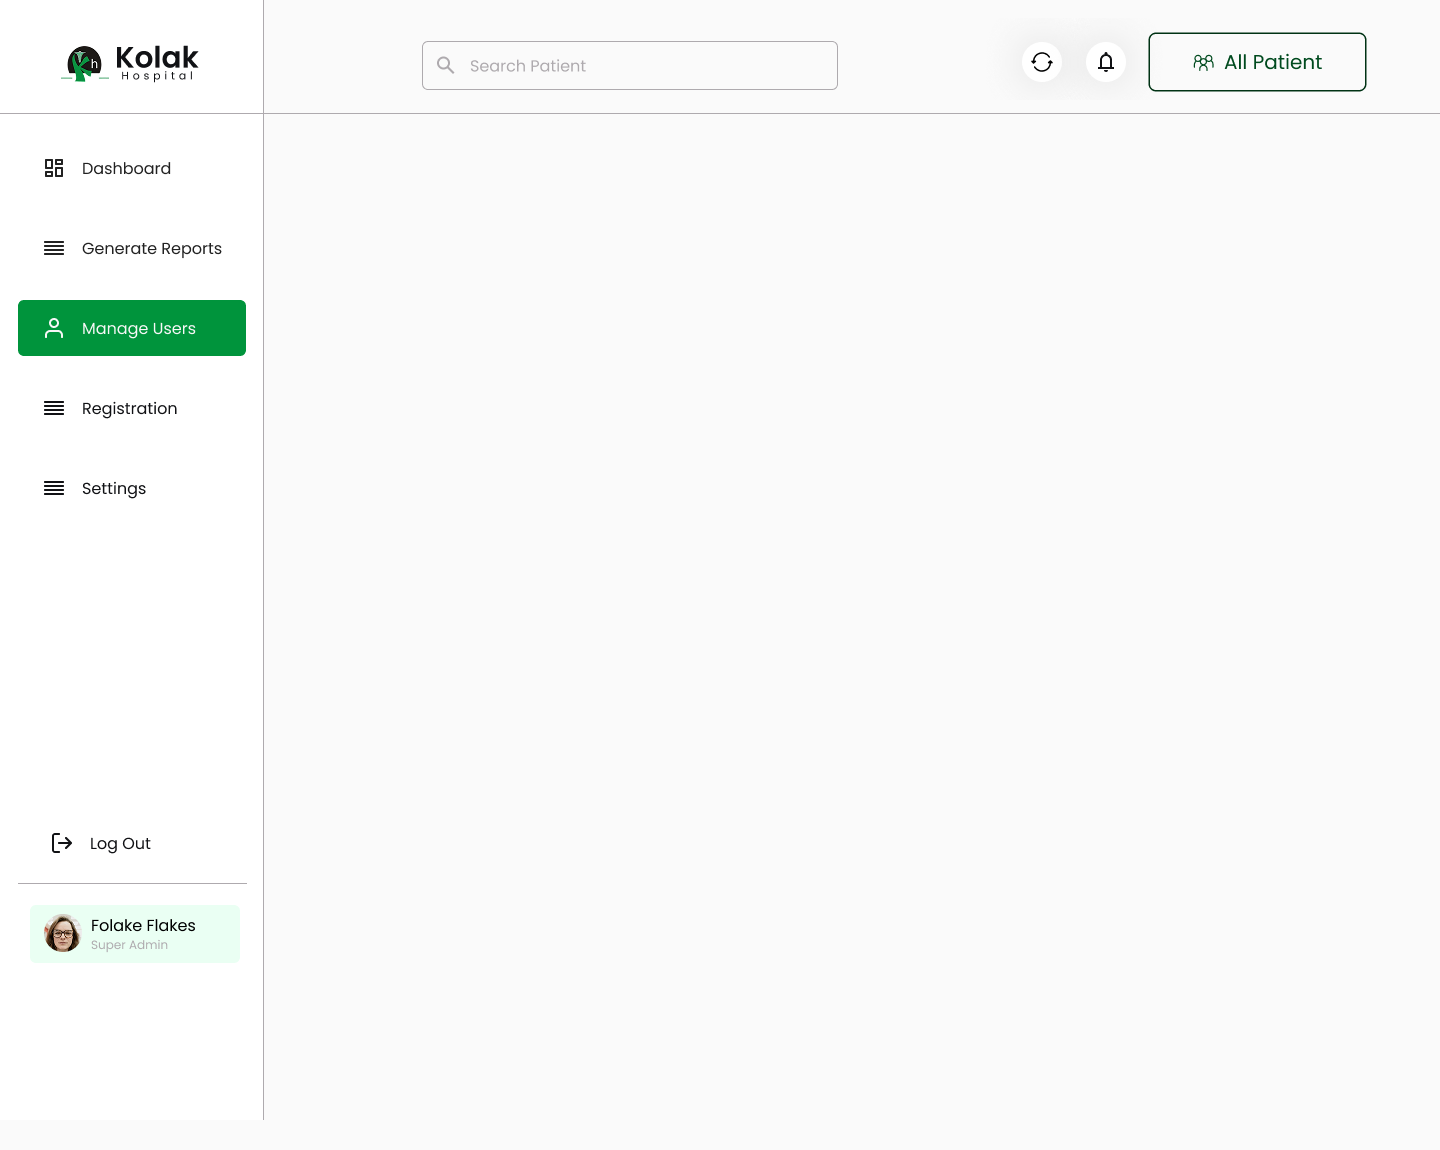 h
Kolak
Hospital
Search Patient
All Patient
Dashboard
Generate Reports
Manage Users
Registration
Settings
Log Out
Folake Flakes
Super Admin